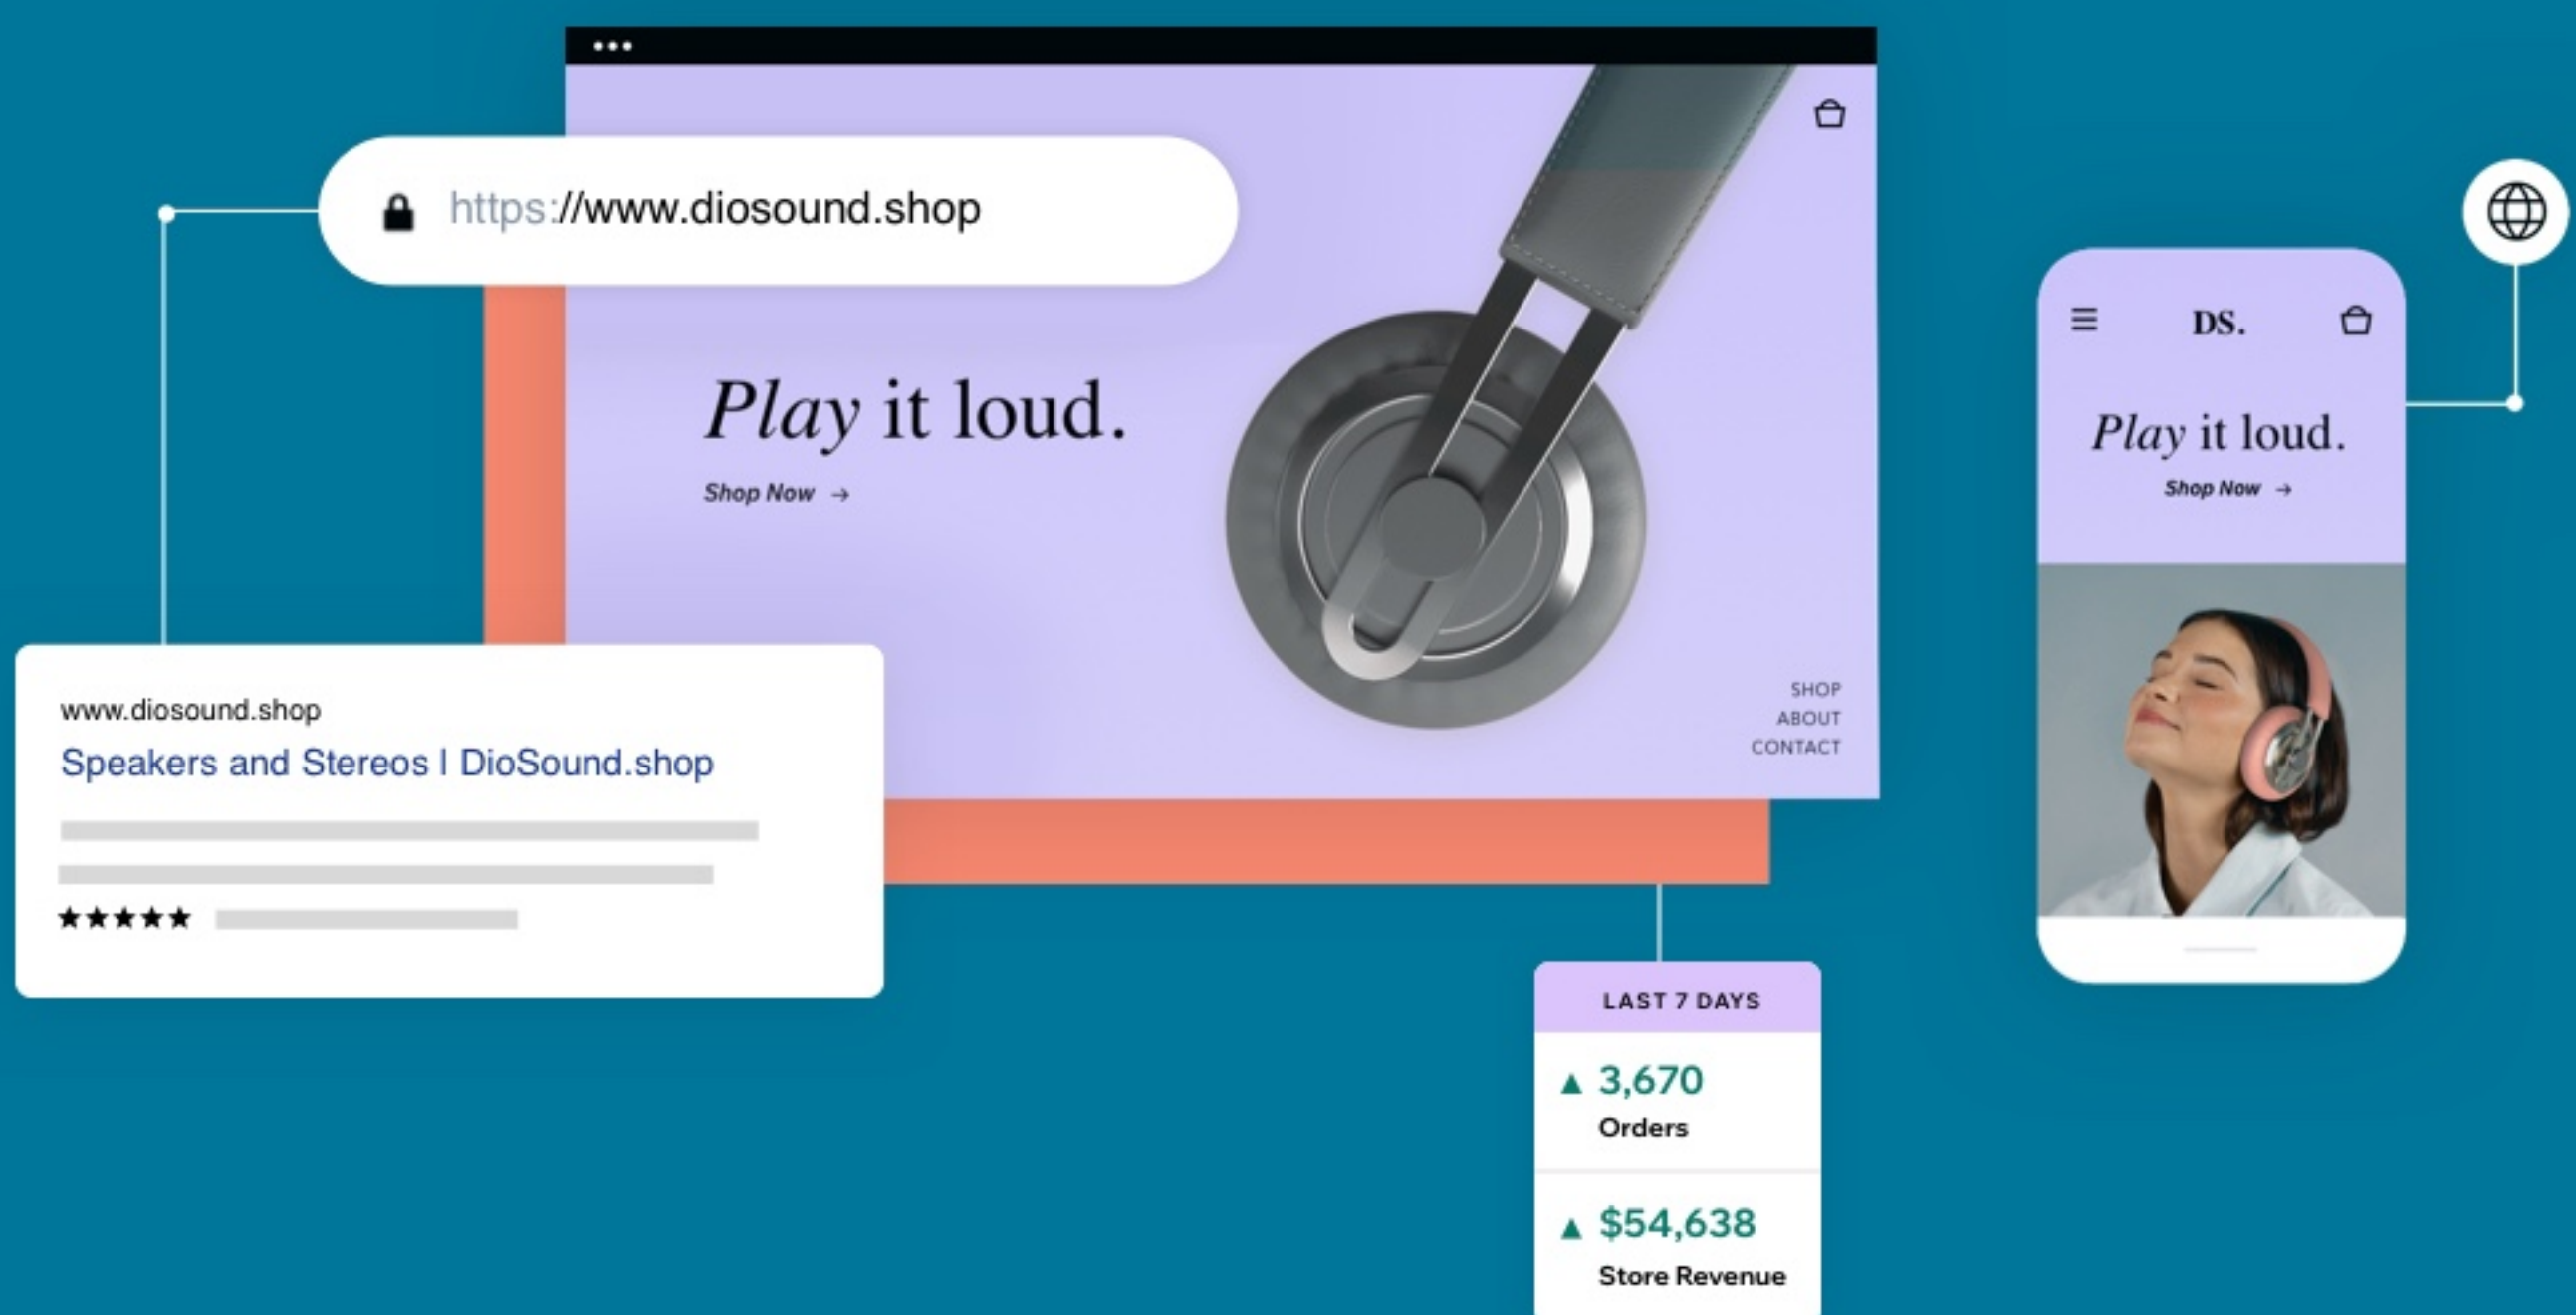 https://www.diosound.shop
Play it loud.
Shop Now →
SHOP
ABOUT
CONTACT
www.diosound.shop
Speakers and Stereos | DioSound.shop
★★★★★
LAST 7 DAYS
▲ 3,670
Orders
▲ $54,638
Store Revenue
DS.
Play it loud.
Shop Now →